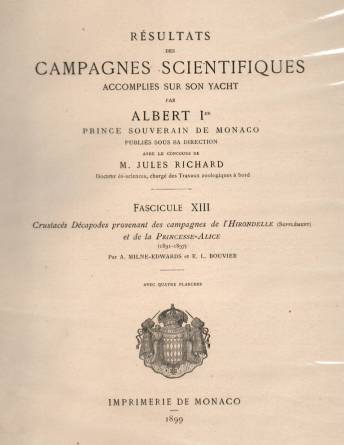 RÉSULTATS
DES
CAMPAGNES SCIENTIFIQUES
ACCOMPLIES SUR SON YACHT
PAR
ALBERT Ier
PRINCE SOUVERAIN DE MONACO
PUBLIÉS SOUS SA DIRECTION
AVEC LE CONCOURS DE
M. JULES RICHARD
Docteur ès-sciences, chargé des Travaux zoologiques à bord
FASCICULE XIII
Crustacés Décapodes provenant des campagnes de l'HIRONDELLE (SUPPLÉMENT)
et de la PRINCESSE-ALICE
(1891-1897)
Par A. MILNE-EDWARDS et E. L. BOUVIER
AVEC QUATRE PLANCHES
IMPRIMERIE DE MONACO
1899